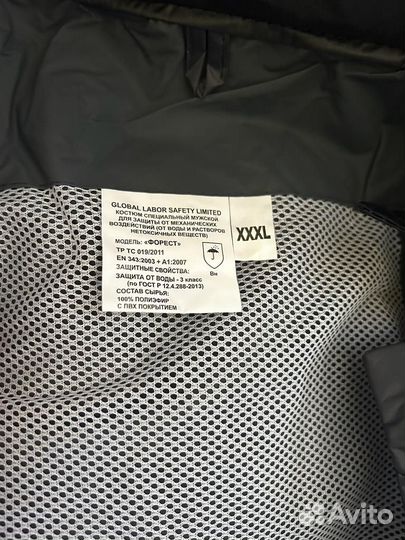 GLOBAL LABOR SAFETY LIMITED
КОСТЮМ СПЕЦИАЛЬНЫЙ МУЖСКОЙ
ДЛЯ ЗАЩИТЫ ОТ МЕХАНИЧЕСКИХ
ВОЗДЕЙСТВИЙ (ОТ ВОДЫ И РАСТВОРОВ
НЕТОКСИЧНЫХ ВЕЩЕСТВ)
МОДЕЛЬ: «ФОРЕСТ»
ТР ТС 019/2011
EN 343:2003 + A1:2007
ЗАЩИТНЫЕ СВОЙСТВА:
ЗАЩИТА ОТ ВОДЫ - 3 класс
(по ГОСТ Р 12.4.288-2013)
СОСТАВ СЫРЬЯ:
100% ПОЛИЭФИР
С ПВХ ПОКРЫТИЕМ
Вн
XXXL
Avito